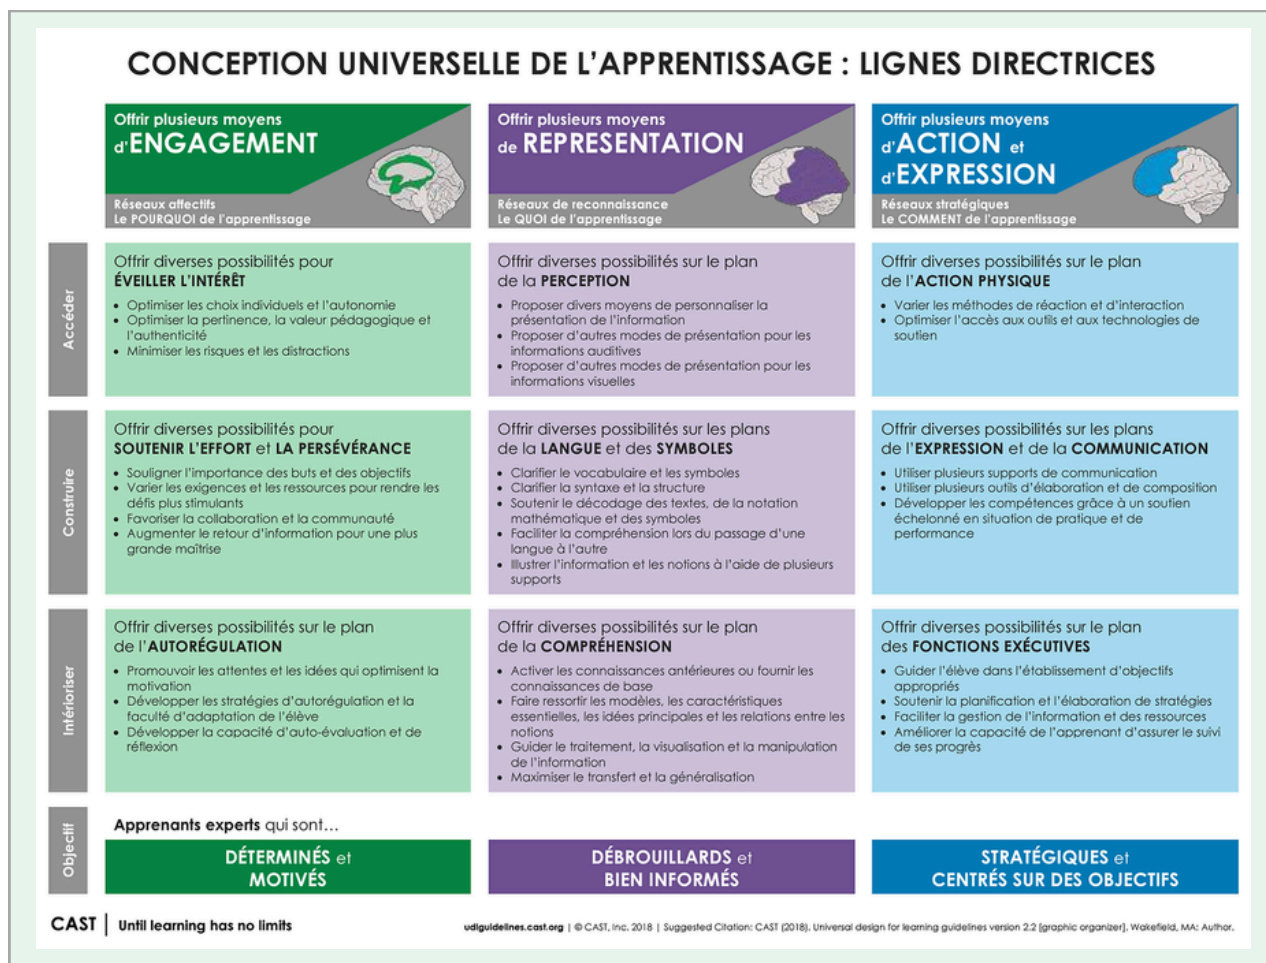 CONCEPTION UNIVERSELLE DE L'APPRENTISSAGE : LIGNES DIRECTRICES
Offrir plusieurs moyens
d'ENGAGEMENT
Réseaux affectifs
Le POURQUOI de l'apprentissage
Offrir plusieurs moyens
de REPRESENTATION
Réseaux de reconnaissance
Le QUOI de l'apprentissage
Offrir plusieurs moyens
d'ACTION et
d'EXPRESSION
Réseaux stratégiques
Le COMMENT de l'apprentissage
Accéder
Offrir diverses possibilités pour
ÉVEILLER L'INTÉRÊT
• Optimiser les choix individuels et l'autonomie
• Optimiser la pertinence, la valeur pédagogique et
l'authenticité
• Minimiser les risques et les distractions
Offrir diverses possibilités sur le plan
de la PERCEPTION
• Proposer divers moyens de personnaliser la
présentation de l'information
• Proposer d'autres modes de présentation pour les
informations auditives
• Proposer d'autres modes de présentation pour les
informations visuelles
Offrir diverses possibilités sur le plan
de l'ACTION PHYSIQUE
• Varier les méthodes de réaction et d'interaction
• Optimiser l'accès aux outils et aux technologies de
soutien
Construire
Offrir diverses possibilités pour
SOUTENIR L'EFFORT et LA PERSÉVÉRANCE
• Souligner l'importance des buts et des objectifs
• Varier les exigences et les ressources pour rendre les
défis plus stimulants
• Favoriser la collaboration et la communauté
• Augmenter le retour d'information pour une plus
grande maîtrise
Offrir diverses possibilités sur les plans
de la LANGUE et des SYMBOLES
• Clarifier le vocabulaire et les symboles
• Clarifier la syntaxe et la structure
• Soutenir le décodage des textes, de la notation
mathématique et des symboles
• Faciliter la compréhension lors du passage d'une
langue à l'autre
• Illustrer l'information et les notions à l'aide de plusieurs
supports
Offrir diverses possibilités sur les plans
de l'EXPRESSION et de la COMMUNICATION
• Utiliser plusieurs supports de communication
• Utiliser plusieurs outils d'élaboration et de composition
• Développer les compétences grâce à un soutien
échelonné en situation de pratique et de
performance
Intérioriser
Offrir diverses possibilités sur le plan
de l'AUTORÉGULATION
• Promouvoir les attentes et les idées qui optimisent la
motivation
• Développer les stratégies d'autorégulation et la
faculté d'adaptation de l'élève
• Développer la capacité d'auto-évaluation et de
réflexion
Offrir diverses possibilités sur le plan
de la COMPRÉHENSION
• Activer les connaissances antérieures ou fournir les
connaissances de base
• Faire ressortir les modèles, les caractéristiques
essentielles, les idées principales et les relations entre les
notions
• Guider le traitement, la visualisation et la manipulation
de l'information
• Maximiser le transfert et la généralisation
Offrir diverses possibilités sur le plan
des FONCTIONS EXÉCUTIVES
• Guider l'élève dans l'établissement d'objectifs
appropriés
• Soutenir la planification et l'élaboration de stratégies
• Faciliter la gestion de l'information et des ressources
• Améliorer la capacité de l'apprenant d'assurer le suivi
de ses progrès
Objectif
Apprenants experts qui sont...
DÉTERMINÉS et
MOTIVÉS
DÉBROUILLARDS et
BIEN INFORMÉS
STRATÉGIQUES et
CENTRÉS SUR DES OBJECTIFS
CAST | Until learning has no limits
udlguidelines.cast.org | © CAST, Inc. 2018 | Suggested Citation: CAST (2018). Universal design for learning guidelines version 2.2 [graphic organizer]. Wakefield, MA: Author.